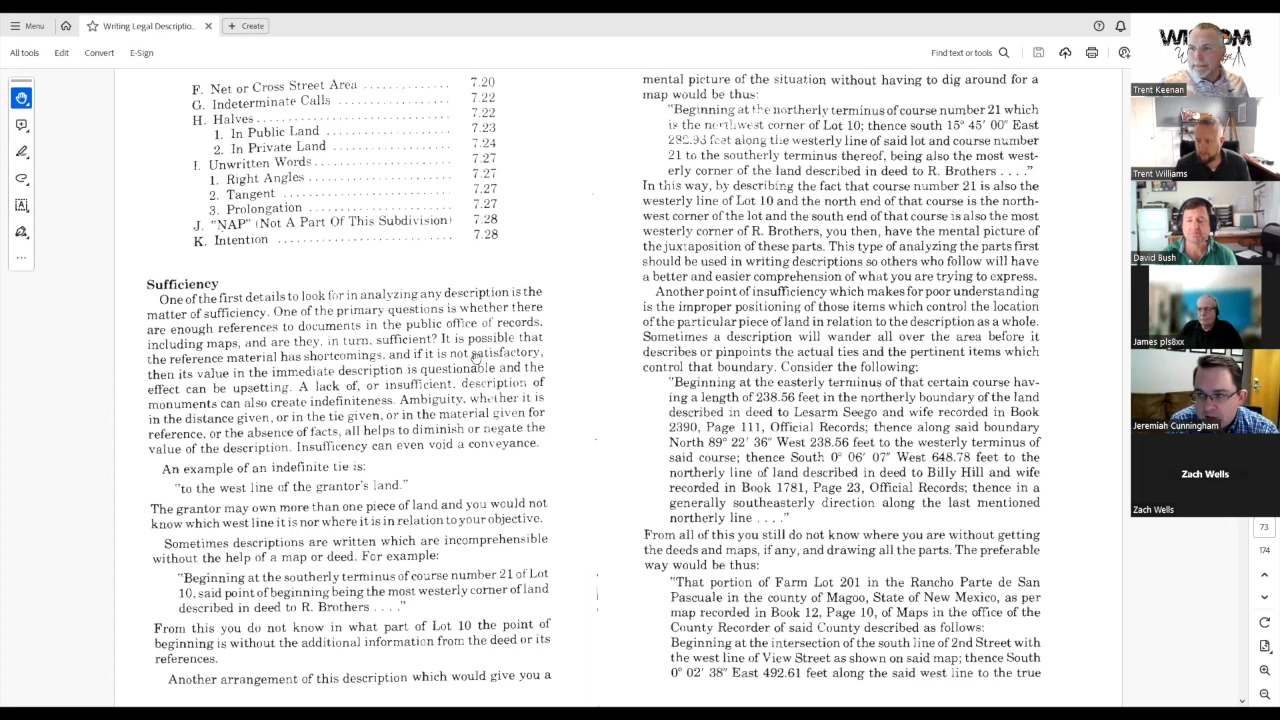 Menu
Writing Legal Descriptio...
Create
All tools
Edit
Convert
E-Sign
Find text or tools
F. Net or Cross Street Area .............. 7.20
G. Indeterminate Calls .................. 7.22
H. Halves .............................. 7.22
1. In Public Land ..................... 7.23
2. In Private Land .................... 7.24
I. Unwritten Words ..................... 7.27
1. Right Angles ....................... 7.27
2. Tangent ............................ 7.27
3. Prolongation ....................... 7.27
J. "NAP" (Not A Part Of This Subdivision) 7.28
K. Intention ........................... 7.28
Sufficiency
One of the first details to look for in analyzing any description is the
matter of sufficiency. One of the primary questions is whether there
are enough references to documents in the public office of records,
including maps, and are they, in turn, sufficient? It is possible that
the reference material has shortcomings, and if it is not satisfactory,
then its value in the immediate description is questionable and the
effect can be upsetting. A lack of, or insufficient, description of
monuments can also create indefiniteness. Ambiguity, whether it is
in the distance given, or in the tie given, or in the material given for
reference, or the absence of facts, all helps to diminish or negate the
value of the description. Insufficency can even void a conveyance.
An example of an indefinite tie is:
"to the west line of the grantor's land."
The grantor may own more than one piece of land and you would not
know which west line it is nor where it is in relation to your objective.
Sometimes descriptions are written which are incomprehensible
without the help of a map or deed. For example:
"Beginning at the southerly terminus of course number 21 of Lot
10, said point of beginning being the most westerly corner of land
described in deed to R. Brothers . . . ."
From this you do not know in what part of Lot 10 the point of
beginning is without the additional information from the deed or its
references.
Another arrangement of this description which would give you a
mental picture of the situation without having to dig around for a
map would be thus:
"Beginning at the northerly terminus of course number 21 which
is the northwest corner of Lot 10; thence south 15° 45' 00" East
282.93 feet along the westerly line of said lot and course number
21 to the southerly terminus thereof, being also the most west-
erly corner of the land described in deed to R. Brothers . . . ."
In this way, by describing the fact that course number 21 is also the
westerly line of Lot 10 and the north end of that course is the north-
west corner of the lot and the south end of that course is also the most
westerly corner of R. Brothers, you then, have the mental picture of
the juxtaposition of these parts. This type of analyzing the parts first
should be used in writing descriptions so others who follow will have
a better and easier comprehension of what you are trying to express.
Another point of insufficiency which makes for poor understanding
is the improper positioning of those items which control the location
of the particular piece of land in relation to the description as a whole.
Sometimes a description will wander all over the area before it
describes or pinpoints the actual ties and the pertinent items which
control that boundary. Consider the following:
"Beginning at the easterly terminus of that certain course hav-
ing a length of 238.56 feet in the northerly boundary of the land
described in deed to Lesarm Seego and wife recorded in Book
2390, Page 111, Official Records; thence along said boundary
North 89° 22' 36" West 238.56 feet to the westerly terminus of
said course; thence South 0° 06' 07" West 648.78 feet to the
northerly line of land described in deed to Billy Hill and wife
recorded in Book 1781, Page 23, Official Records; thence in a
generally southeasterly direction along the last mentioned
northerly line . . . ."
From all of this you still do not know where you are without getting
the deeds and maps, if any, and drawing all the parts. The preferable
way would be thus:
"That portion of Farm Lot 201 in the Rancho Parte de San
Pascuale in the county of Magoo, State of New Mexico, as per
map recorded in Book 12, Page 10, of Maps in the office of the
County Recorder of said County described as follows:
Beginning at the intersection of the south line of 2nd Street with
the west line of View Street as shown on said map; thence South
0° 02' 38" East 492.61 feet along the said west line to the true
Trent Keenan
Trent Williams
David Bush
James pls8xx
Jeremiah Cunningham
Zach Wells
Zach Wells
73
174